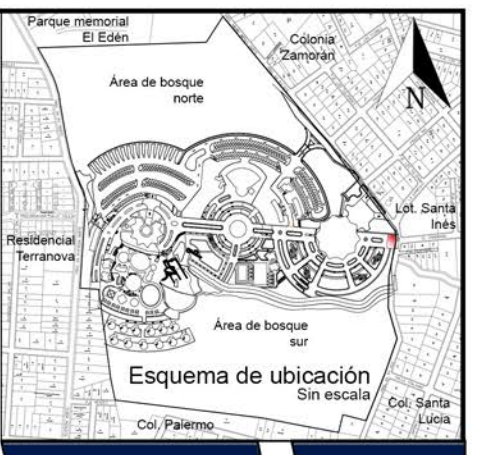 Parque memorial
El Edén
Colonia
Zamorán
Área de bosque
norte
N
Lot. Santa
Inés
Residencial
Terranova
Área de bosque
sur
Esquema de ubicación
Sin escala
Col. Santa
Lucia
Col. Palermo